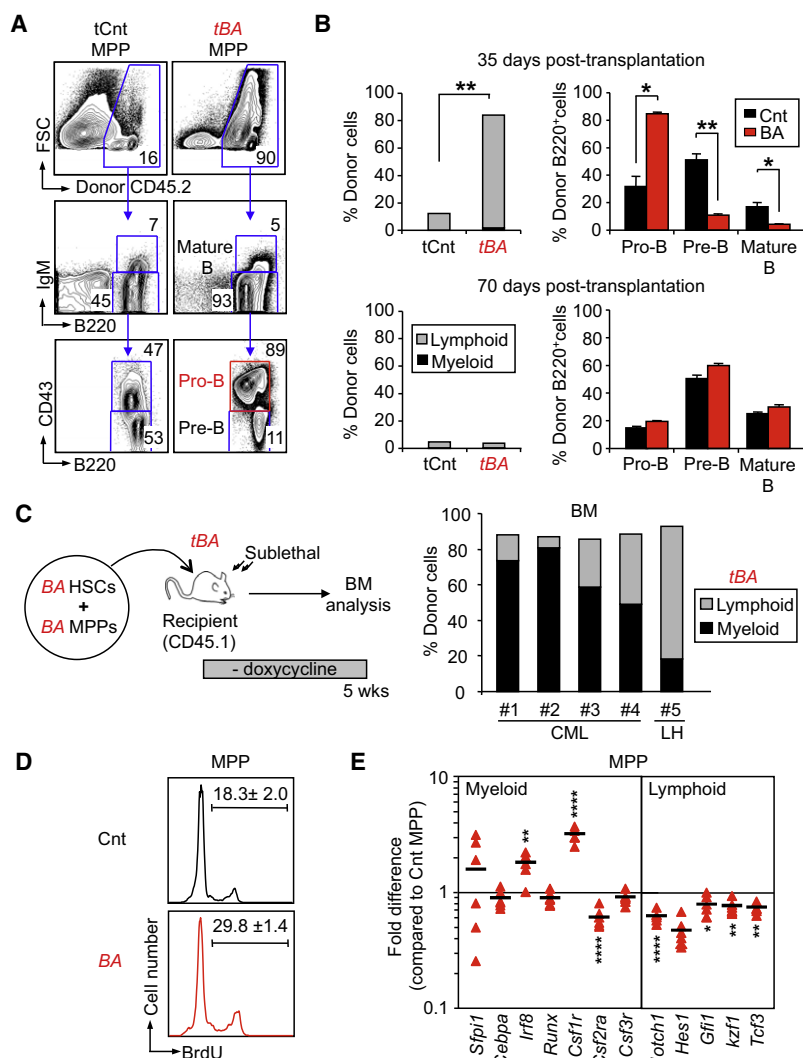 A
tCnt
MPP
tBA
MPP
FSC
16
90
Donor CD45.2
7
5
Mature
B
IgM
45
93
B220
47
89
Pro-B
CD43
Pre-B
53
11
B220
B
35 days post-transplantation
100
80
60
40
20
0
% Donor cells
**
tCnt
tBA
100
80
60
40
20
0
% Donor B220+cells
*
**
*
Cnt
BA
Pro-B
Pre-B
Mature
B
70 days post-transplantation
100
80
60
40
20
0
% Donor cells
Lymphoid
Myeloid
tCnt
tBA
100
80
60
40
20
0
% Donor B220+cells
Pro-B
Pre-B
Mature
B
C
BA HSCs
+
BA MPPs
tBA
Sublethal
Recipient
(CD45.1)
BM
analysis
- doxycycline
5 wks
BM
100
80
60
40
20
0
% Donor cells
#1
#2
#3
#4
#5
CML
LH
tBA
Lymphoid
Myeloid
D
MPP
Cnt
18.3± 2.0
BA
29.8 ±1.4
Cell number
BrdU
E
MPP
Myeloid
Lymphoid
10
1
0.1
Fold difference
(compared to Cnt MPP)
**
****
****
****
*
**
**
Sfpi1
Cebpa
Irf8
Runx
Csf1r
Csf2ra
Csf3r
otch1
Hes1
Gfi1
kzf1
Tcf3